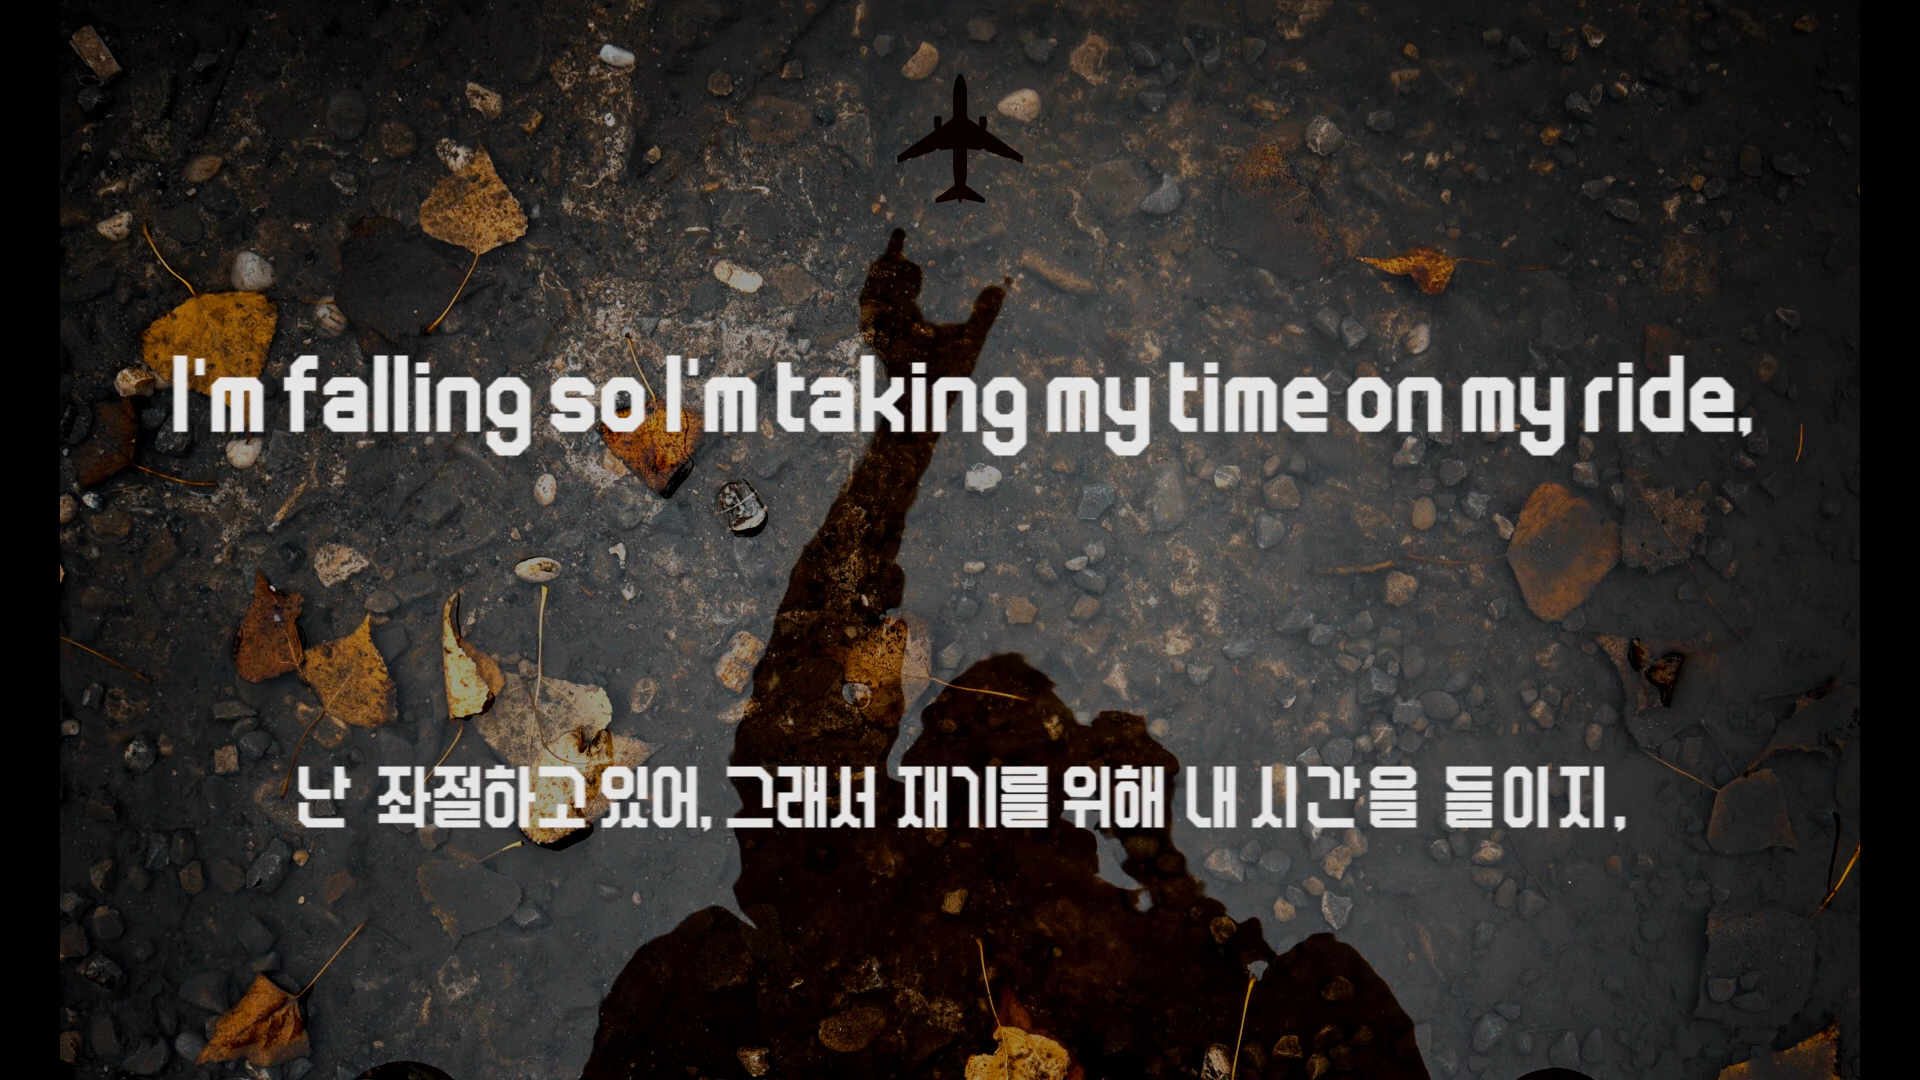 I'm falling so I'm taking my time on my ride,
난 좌절하고 있어, 그래서 재기를 위해 내 시간을 들이지,